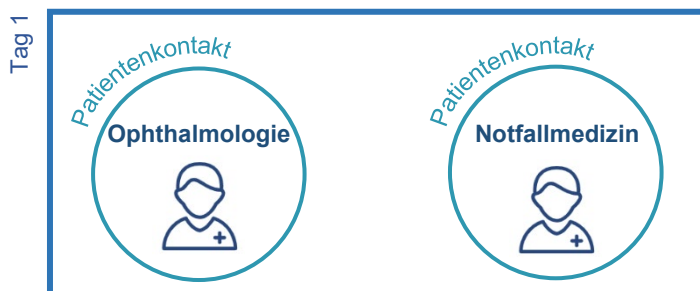 Tag 1
Patientenkontakt
Ophthalmologie
Patientenkontakt
Notfallmedizin